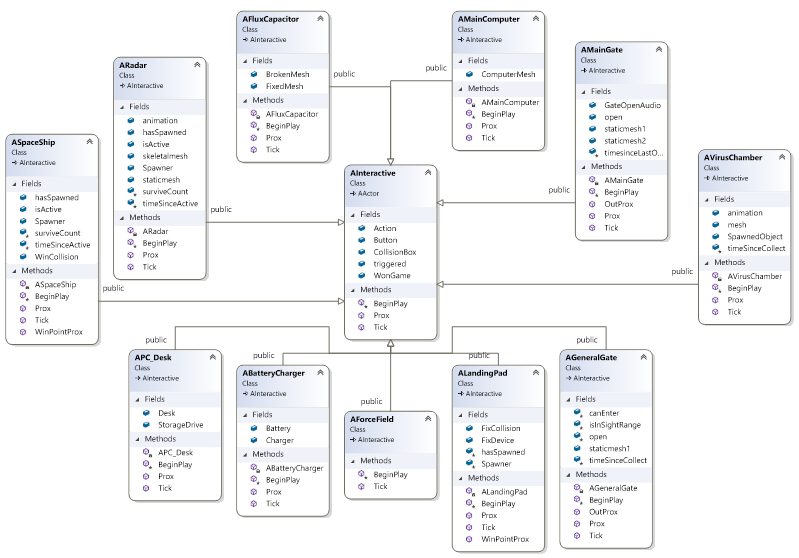 AFluxCapacitor
Class
AInteractive
Fields
BrokenMesh
FixedMesh
Methods
AFluxCapacitor
BeginPlay
Prox
Tick
AMainComputer
Class
AInteractive
Fields
ComputerMesh
Methods
AMainComputer
BeginPlay
Prox
Tick
AMainGate
Class
AInteractive
Fields
GateOpenAudio
open
staticmesh1
staticmesh2
timesinceLastO...
Methods
AMainGate
BeginPlay
OutProx
Prox
Tick
ARadar
Class
AInteractive
Fields
animation
hasSpawned
isActive
skeletalmesh
Spawner
staticmesh
surviveCount
timeSinceActive
Methods
ARadar
BeginPlay
Prox
Tick
ASpaceShip
Class
AInteractive
Fields
hasSpawned
isActive
Spawner
surviveCount
timeSinceActive
WinCollision
Methods
ASpaceShip
BeginPlay
Prox
Tick
WinPointProx
AInteractive
Class
AActor
Fields
Action
Button
CollisionBox
triggered
WonGame
Methods
BeginPlay
Prox
Tick
AVirusChamber
Class
AInteractive
Fields
animation
mesh
SpawnedObject
timeSinceCollect
Methods
AVirusChamber
BeginPlay
Prox
Tick
public
public
public
public
public
public
public
public
public
public
public
APC_Desk
Class
AInteractive
Fields
Desk
StorageDrive
Methods
APC_Desk
BeginPlay
Prox
Tick
ABatteryCharger
Class
AInteractive
Fields
Battery
Charger
Methods
ABatteryCharger
BeginPlay
Prox
Tick
AForceField
Class
AInteractive
Methods
BeginPlay
Tick
ALandingPad
Class
AInteractive
Fields
FixCollision
FixDevice
hasSpawned
Spawner
Methods
ALandingPad
BeginPlay
Prox
Tick
WinPointProx
AGeneralGate
Class
AInteractive
Fields
canEnter
isInSightRange
open
staticmesh1
timeSinceCollect
Methods
AGeneralGate
BeginPlay
OutProx
Prox
Tick